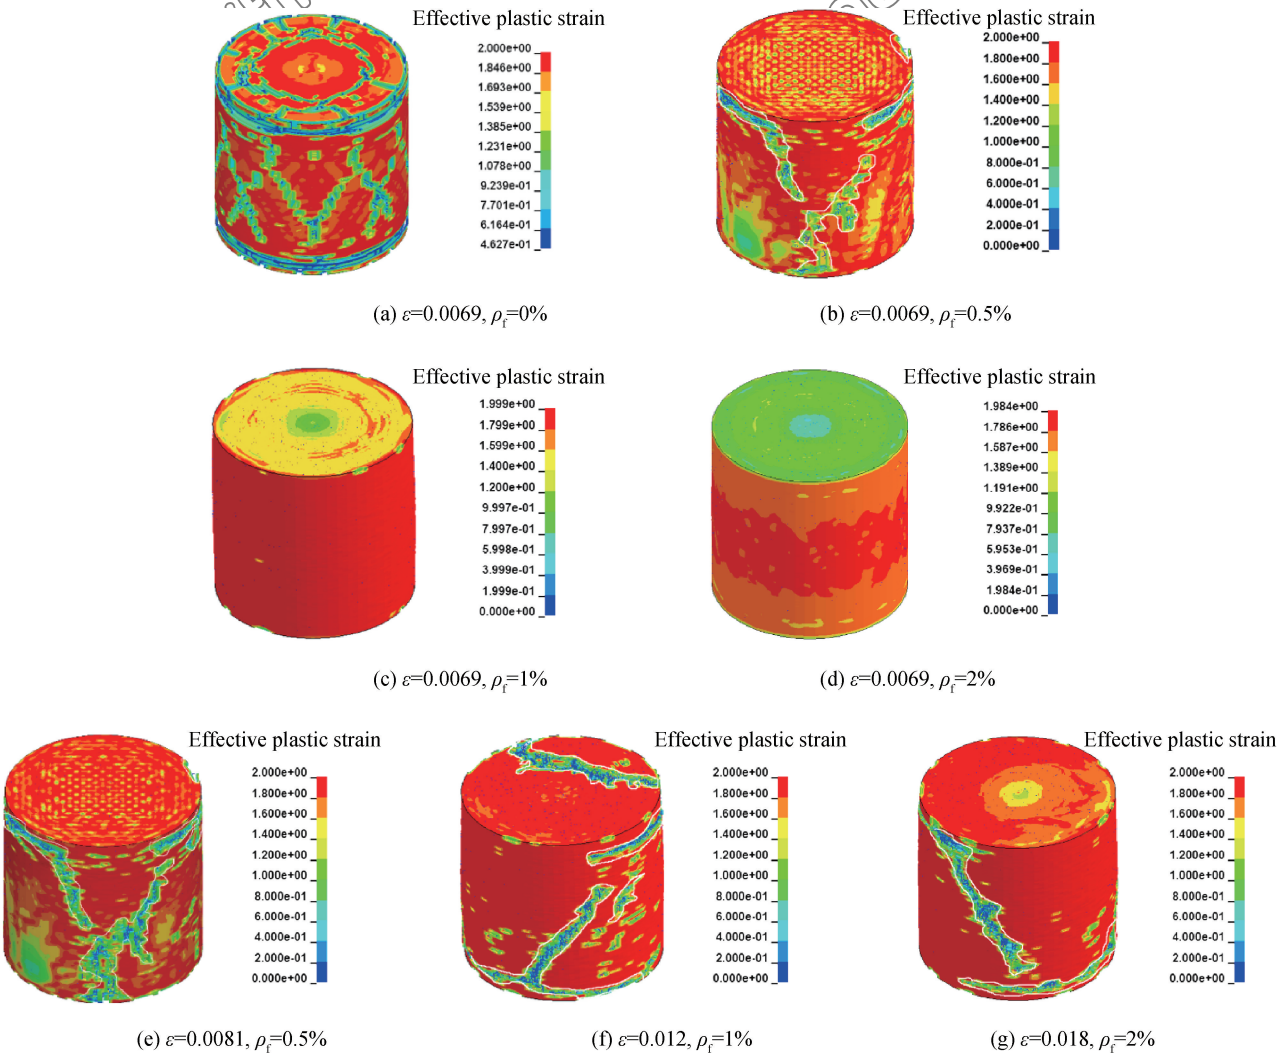 Effective plastic strain
2.000e+00
1.846e+00
1.693e+00
1.539e+00
1.385e+00
1.231e+00
1.078e+00
9.239e-01
7.701e-01
6.164e-01
4.627e-01
(a) ε=0.0069, ρf=0%
Effective plastic strain
2.000e+00
1.800e+00
1.600e+00
1.400e+00
1.200e+00
1.000e+00
8.000e-01
6.000e-01
4.000e-01
2.000e-01
0.000e+00
(b) ε=0.0069, ρf=0.5%
Effective plastic strain
1.999e+00
1.799e+00
1.599e+00
1.400e+00
1.200e+00
9.997e-01
7.997e-01
5.998e-01
3.999e-01
1.999e-01
0.000e+00
(c) ε=0.0069, ρf=1%
Effective plastic strain
1.984e+00
1.786e+00
1.587e+00
1.389e+00
1.191e+00
9.922e-01
7.937e-01
5.953e-01
3.969e-01
1.984e-01
0.000e+00
(d) ε=0.0069, ρf=2%
Effective plastic strain
2.000e+00
1.800e+00
1.600e+00
1.400e+00
1.200e+00
1.000e+00
8.000e-01
6.000e-01
4.000e-01
2.000e-01
0.000e+00
(e) ε=0.0081, ρf=0.5%
Effective plastic strain
2.000e+00
1.800e+00
1.600e+00
1.400e+00
1.200e+00
1.000e+00
8.000e-01
6.000e-01
4.000e-01
2.000e-01
0.000e+00
(f) ε=0.012, ρf=1%
Effective plastic strain
2.000e+00
1.800e+00
1.600e+00
1.400e+00
1.200e+00
1.000e+00
8.000e-01
6.000e-01
4.000e-01
2.000e-01
0.000e+00
(g) ε=0.018, ρf=2%